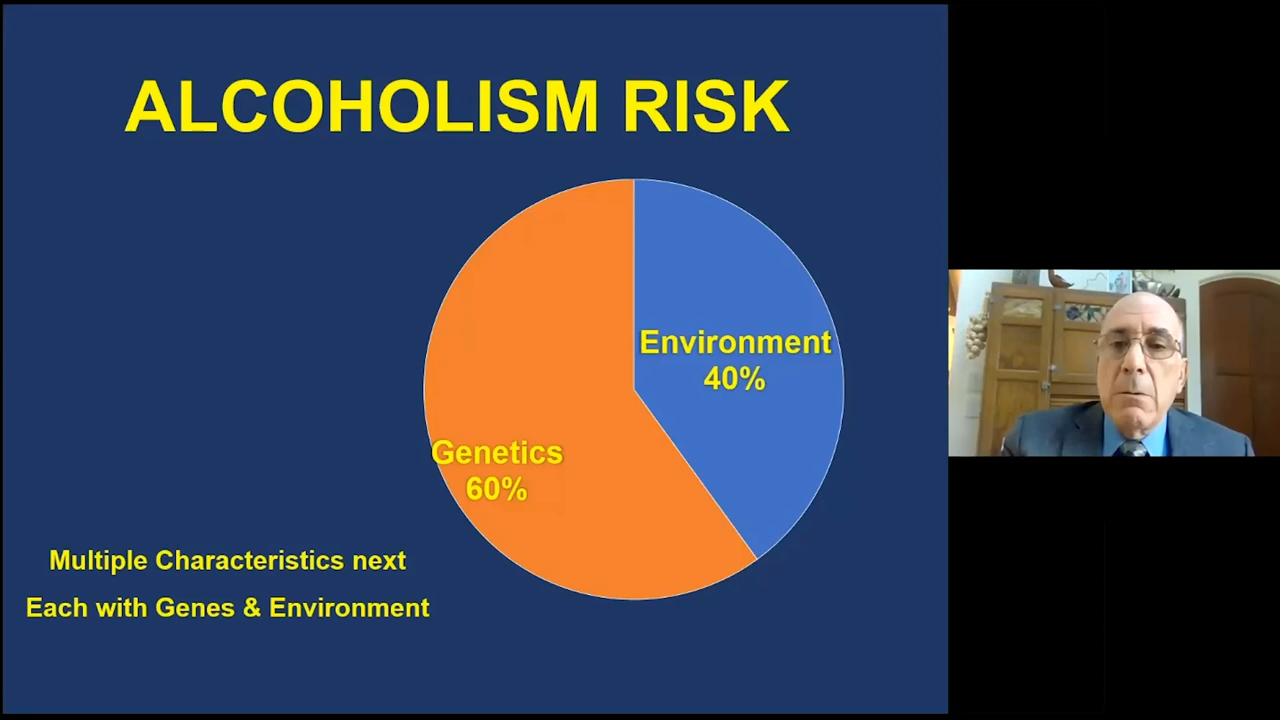 ALCOHOLISM RISK
Environment
40%
Genetics
60%
Multiple Characteristics next
Each with Genes & Environment